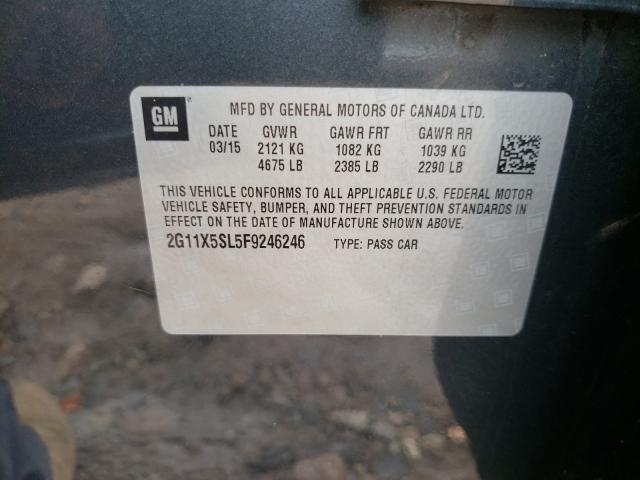 GM
MFD BY GENERAL MOTORS OF CANADA LTD.
DATE GVWR GAWR FRT GAWR RR
03/15 2121 KG 1082 KG 1039 KG
4675 LB 2385 LB 2290 LB
THIS VEHICLE CONFORMS TO ALL APPLICABLE U.S. FEDERAL MOTOR
VEHICLE SAFETY, BUMPER, AND THEFT PREVENTION STANDARDS IN
EFFECT ON THE DATE OF MANUFACTURE SHOWN ABOVE.
2G11X5SL5F9246246 TYPE: PASS CAR